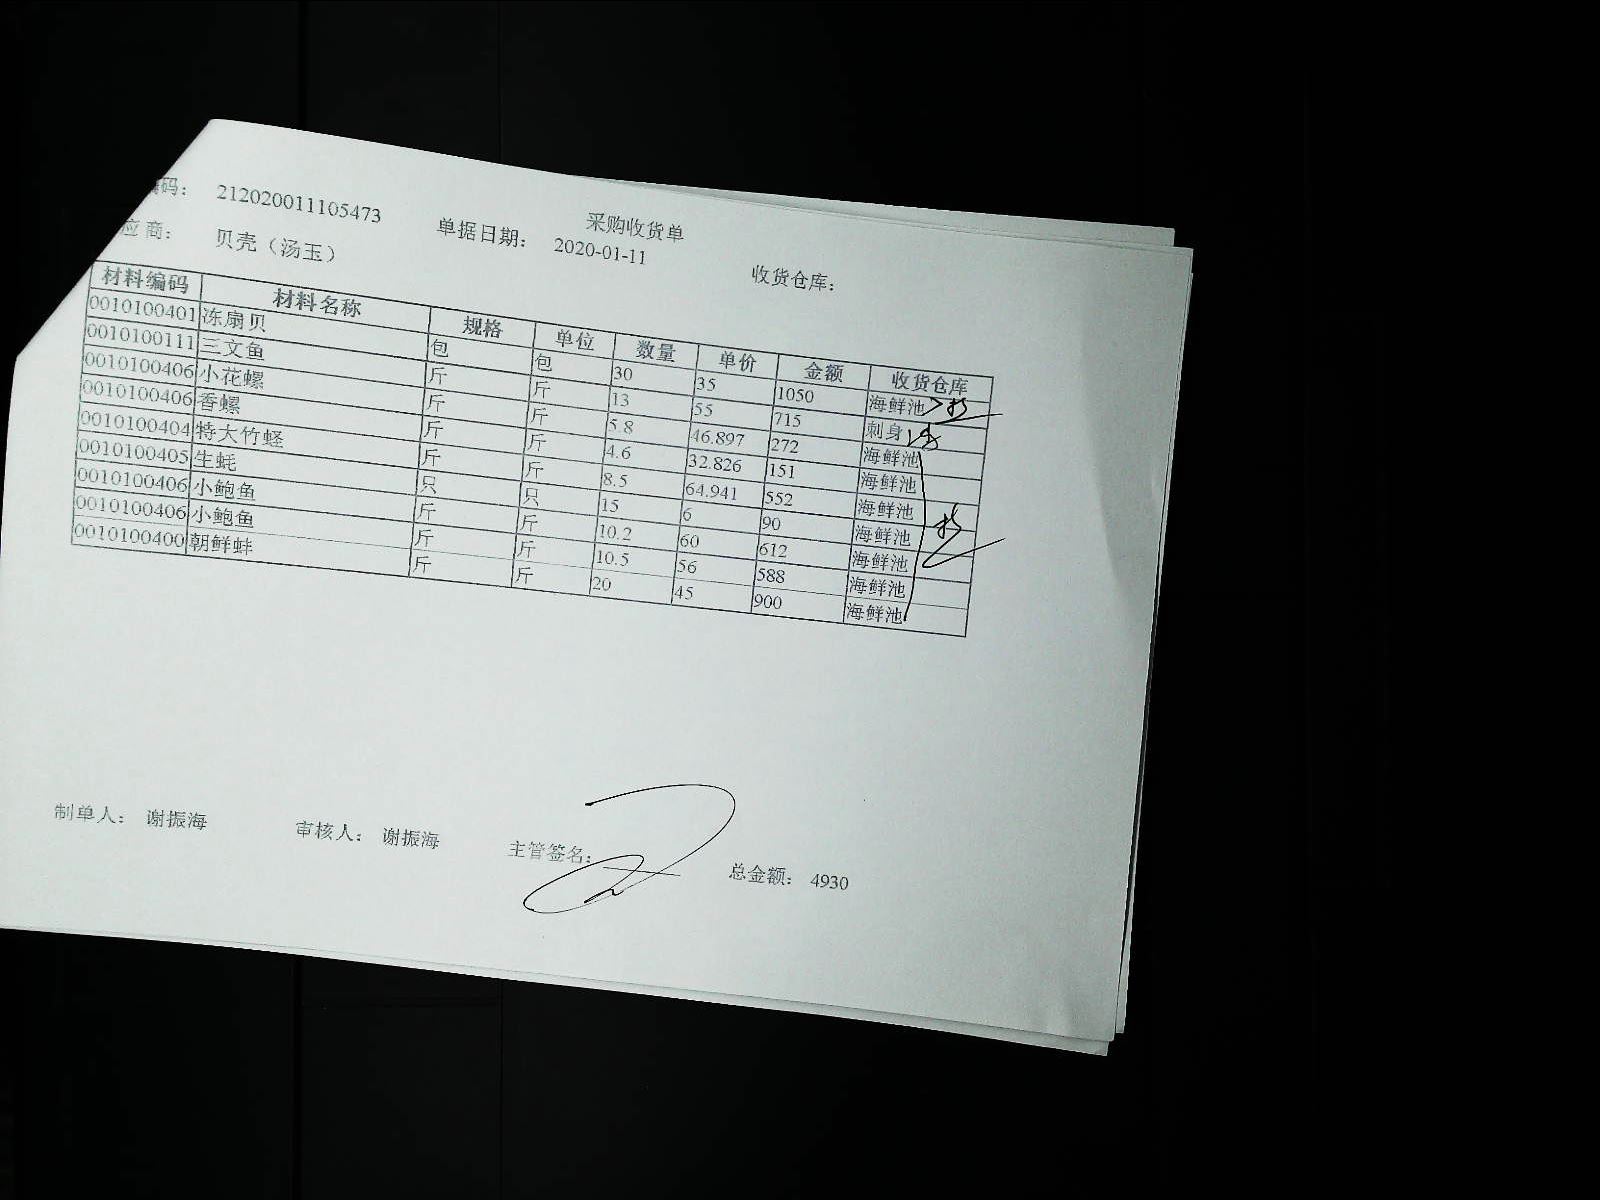 采购收货单
编码： 212020011105473
应商： 贝壳（汤玉） 单据日期： 2020-01-11 收货仓库：
材料编码 材料名称 规格 单位 数量 单价 金额 收货仓库
0010100401 冻扇贝 包 包 30 35 1050 海鲜池
0010100111 三文鱼 斤 斤 13 55 715 刺身
0010100406 小花螺 斤 斤 5.8 46.897 272 海鲜池
0010100406 香螺 斤 斤 4.6 32.826 151 海鲜池
0010100404 特大竹蛏 斤 斤 8.5 64.941 552 海鲜池
0010100405 生蚝 只 只 15 6 90 海鲜池
0010100406 小鲍鱼 斤 斤 10.2 60 612 海鲜池
0010100406 小鲍鱼 斤 斤 10.5 56 588 海鲜池
0010100400 朝鲜蚌 斤 斤 20 45 900 海鲜池
制单人： 谢振海 审核人： 谢振海 主管签名： 总金额： 4930